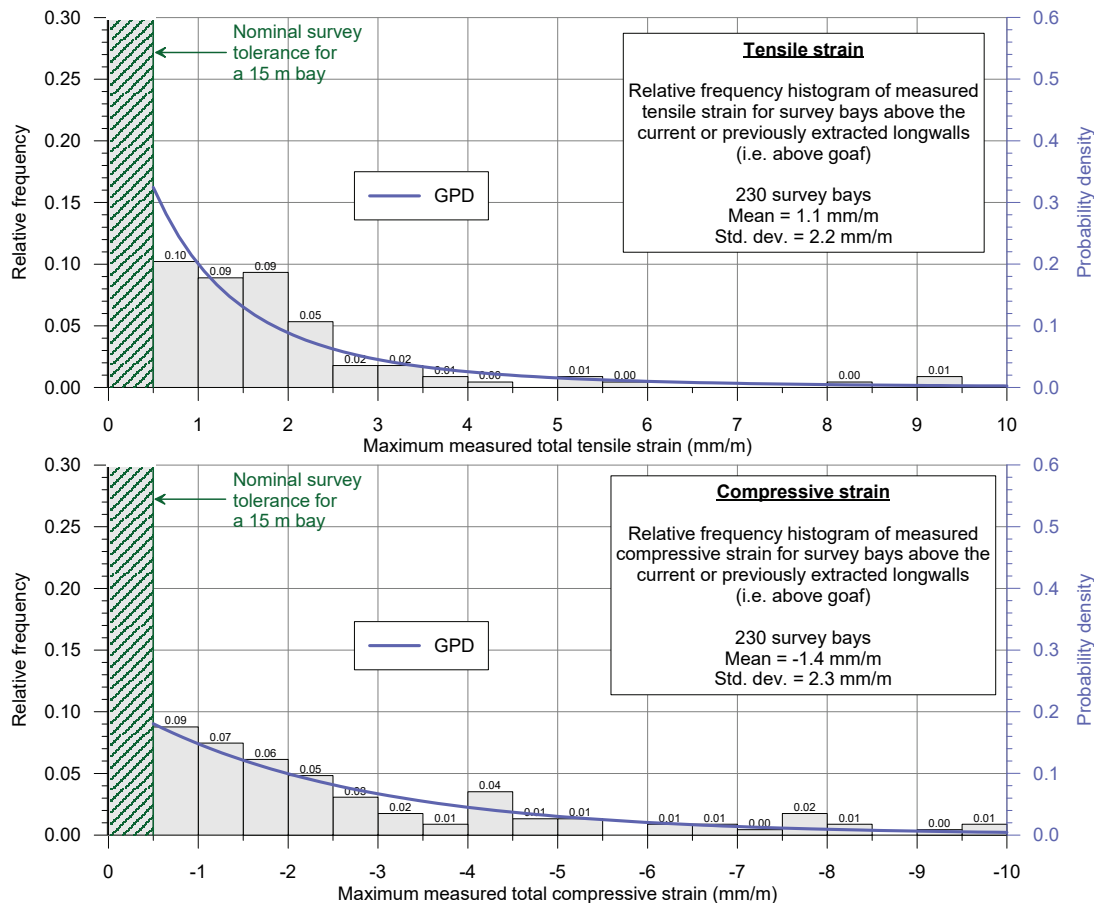 0.30
0.25
0.20
0.15
0.10
0.05
0.00
Relative frequency
Nominal survey
tolerance for
a 15 m bay
GPD
Tensile strain
Relative frequency histogram of measured
tensile strain for survey bays above the
current or previously extracted longwalls
(i.e. above goaf)
230 survey bays
Mean = 1.1 mm/m
Std. dev. = 2.2 mm/m
0.6
0.5
0.4
0.3
0.2
0.1
0.0
Probability density
0.10
0.09
0.09
0.05
0.02
0.02
0.01
0.00
0.01
0.00
0.00
0.01
0 1 2 3 4 5 6 7 8 9 10
Maximum measured total tensile strain (mm/m)
0.30
0.25
0.20
0.15
0.10
0.05
0.00
Relative frequency
Nominal survey
tolerance for
a 15 m bay
GPD
Compressive strain
Relative frequency histogram of measured
compressive strain for survey bays above the
current or previously extracted longwalls
(i.e. above goaf)
230 survey bays
Mean = -1.4 mm/m
Std. dev. = 2.3 mm/m
0.6
0.5
0.4
0.3
0.2
0.1
0.0
Probability density
0.09
0.07
0.06
0.05
0.03
0.02
0.01
0.04
0.01
0.01
0.01
0.01
0.00
0.02
0.01
0.00
0.01
0 -1 -2 -3 -4 -5 -6 -7 -8 -9 -10
Maximum measured total compressive strain (mm/m)